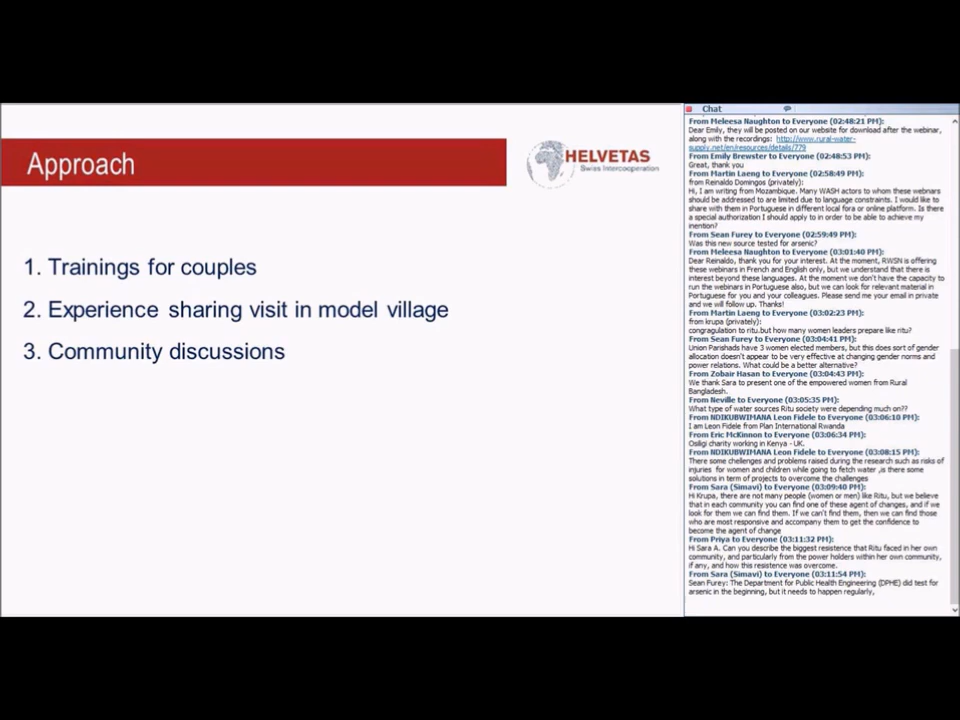 Approach
HELVETAS
Swiss Intercooperation
1. Trainings for couples
2. Experience sharing visit in model village
3. Community discussions
Chat
From Meleesa Naughton to Everyone (02:48:21 PM):
Dear Emily, they will be posted on our website for download after the webinar,
along with the recordings: http://www.rural-water-
supply.net/en/resources/details/779
From Emily Brewster to Everyone (02:48:53 PM):
Great, thank you
From Martin Laeng to Everyone (02:58:49 PM):
from Reinaldo Domingos (privately):
Hi, I am writing from Mozambique. Many WASH actors to whom these webnars
should be addressed to are limited due to language constraints. I would like to
share with them in Portuguese in different local fora or online platform. Is there
a special authorization I should apply to in order to be able to achieve my
inention?
From Sean Furey to Everyone (02:59:49 PM):
Was this new source tested for arsenic?
From Meleesa Naughton to Everyone (03:01:40 PM):
Dear Reinaldo, thank you for your interest. At the moment, RWSN is offering
these webinars in French and English only, but we understand that there is
interest beyond these languages. At the moment we don't have the capacity to
run the webinars in Portuguese also, but we can look for relevant material in
Portuguese for you and your colleagues. Please send me your email in private
and we will follow up. Thanks!
From Martin Laeng to Everyone (03:02:23 PM):
from krupa (privately):
congragulation to ritu.but how many women leaders prepare like ritu?
From Sean Furey to Everyone (03:04:41 PM):
Union Parishads have 3 women elected members, but this does sort of gender
allocation doesn't appear to be very effective at changing gender norms and
power relations. What could be a better alternative?
From Zobair Hasan to Everyone (03:04:43 PM):
We thank Sara to present one of the empowered women from Rural
Bangladesh.
From Neville to Everyone (03:05:35 PM):
What type of water sources Ritu society were depending much on??
From NDIKUBWIMANA Leon Fidele to Everyone (03:06:10 PM):
I am Leon Fidele from Plan International Rwanda
From Eric McKinnon to Everyone (03:06:34 PM):
Osiligi charity working in Kenya - UK.
From NDIKUBWIMANA Leon Fidele to Everyone (03:08:15 PM):
There some chellenges and problems raised during the research such as risks of
injuries for women and children while going to fetch water ,is there some
solutions in term of projects to overcome the challenges
From Sara (Simavi) to Everyone (03:09:40 PM):
Hi Krupa, there are not many people (women or men) like Ritu, but we believe
that in each community you can find one of these agent of changes, and if we
look for them we can find them. If we can't find them, then we can find those
who are most responsive and accompany them to get the confidence to
become the agent of change
From Priya to Everyone (03:11:32 PM):
Hi Sara A. Can you describe the biggest resistence that Ritu faced in her own
community, and particularly from the power holders within her own community,
if any, and how this resistence was overcome.
From Sara (Simavi) to Everyone (03:11:54 PM):
Sean Furey: The Department for Public Health Engineering (DPHE) did test for
arsenic in the beginning, but it needs to happen regularly,